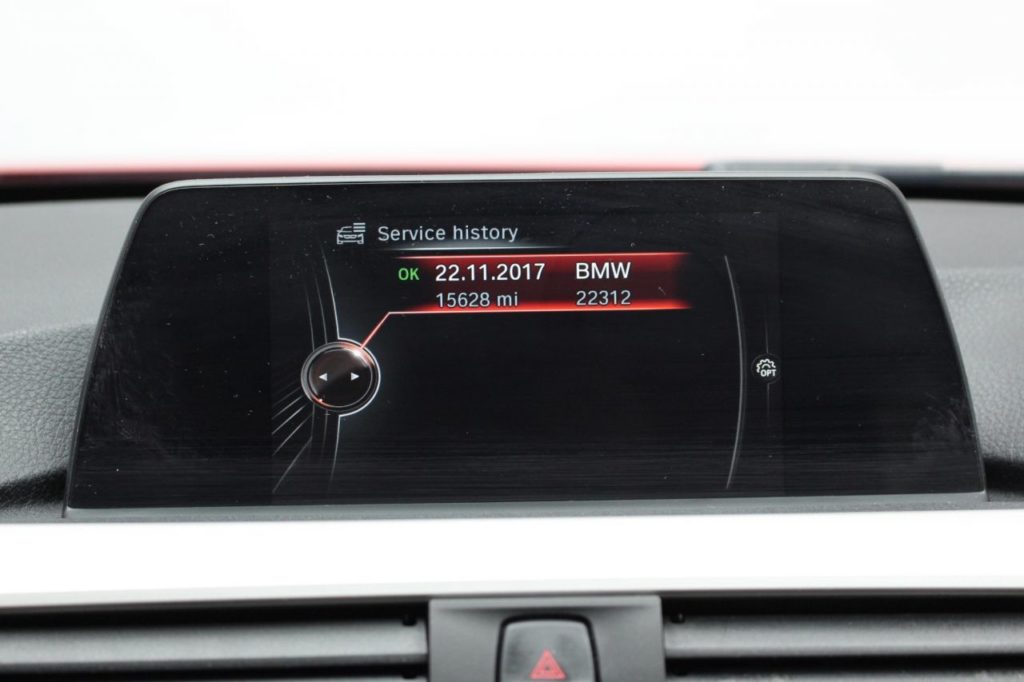 Service history
OK 22.11.2017 BMW
15628 mi 22312
OPT